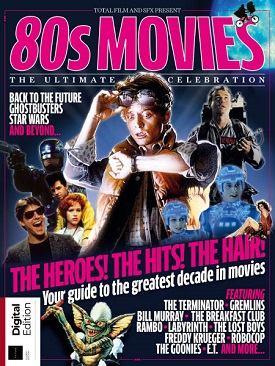 TOTAL FILM AND SFX PRESENT
80s MOVIES
THE ULTIMATE CELEBRATION
BACK TO THE FUTURE
GHOSTBUSTERS
STAR WARS
AND BEYOND...
THE HEROES! THE HITS! THE HAIR!
Your guide to the greatest decade in movies
FEATURING
THE TERMINATOR • GREMLINS
BILL MURRAY • THE BREAKFAST CLUB
RAMBO • LABYRINTH • THE LOST BOYS
FREDDY KRUEGER • ROBOCOP
THE GOONIES • E.T. AND MORE...
Digital
Edition